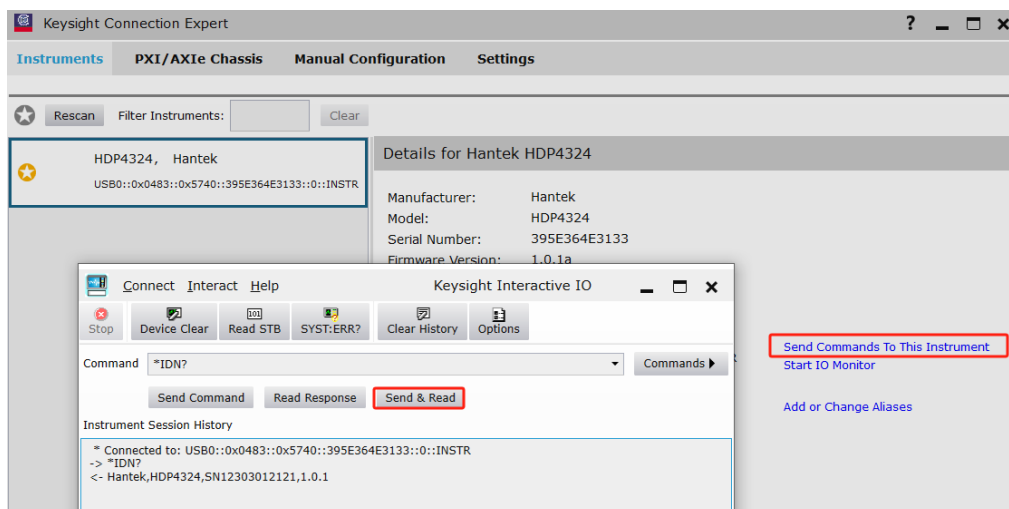 Keysight Connection Expert
?
Instruments PXI/AXIe Chassis Manual Configuration Settings
Rescan Filter Instruments: Clear
HDP4324, Hantek
USB0::0x0483::0x5740::395E364E3133::0::INSTR
Details for Hantek HDP4324
Manufacturer: Hantek
Model: HDP4324
Serial Number: 395E364E3133
Firmware Version: 1.0.1a
Connect Interact Help Keysight Interactive IO
Stop Device Clear Read STB SYST:ERR? Clear History Options
Command *IDN? Commands
Send Command Read Response Send & Read
Instrument Session History
* Connected to: USB0::0x0483::0x5740::395E364E3133::0::INSTR
-> *IDN?
<- Hantek,HDP4324,SN12303012121,1.0.1
Send Commands To This Instrument
Start IO Monitor
Add or Change Aliases